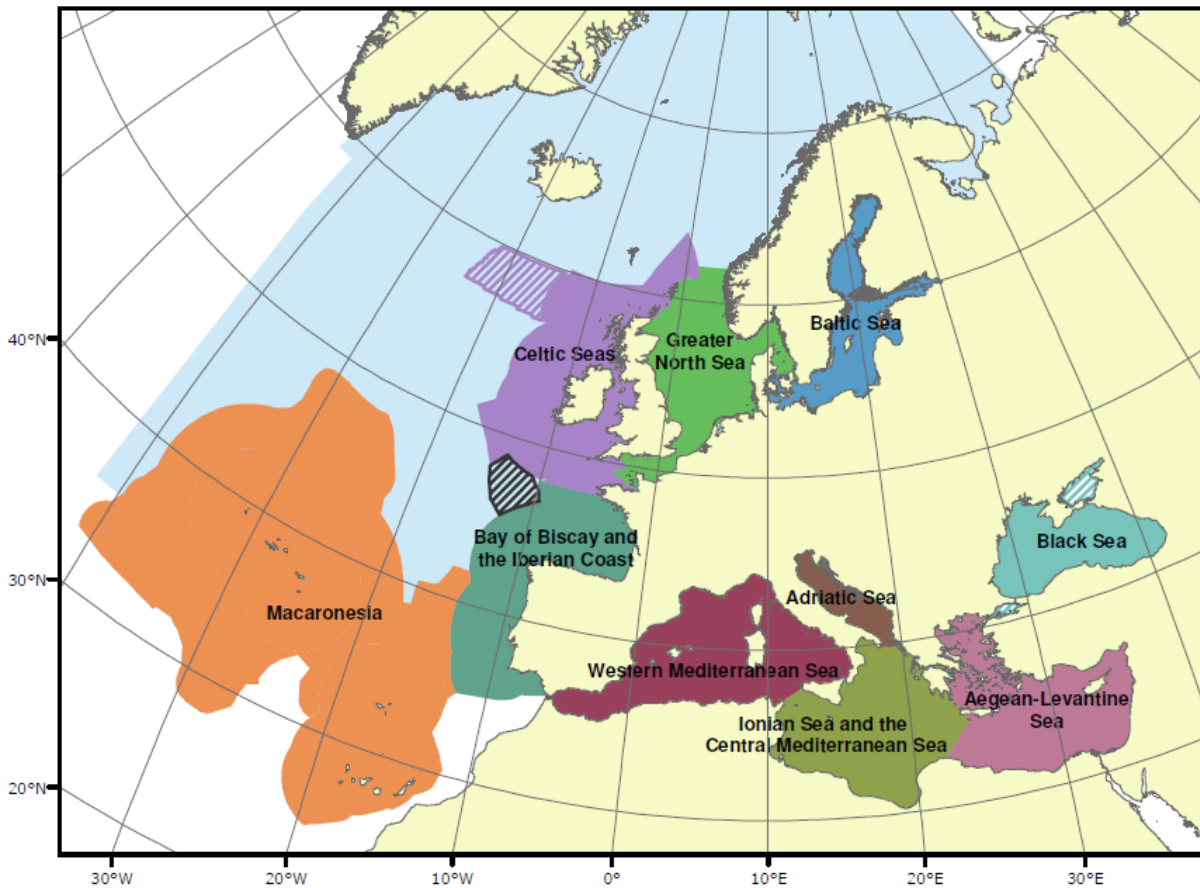 Baltic Sea
Greater
North Sea
Celtic Seas
40°N
Bay of Biscay and
the Iberian Coast
Black Sea
30°N
Adriatic Sea
Macaronesia
Western Mediterranean Sea
Aegean-Levantine
Sea
Ionian Sea and the
Central Mediterranean Sea
20°N
30°W
20°W
10°W
0°
10°E
20°E
30°E